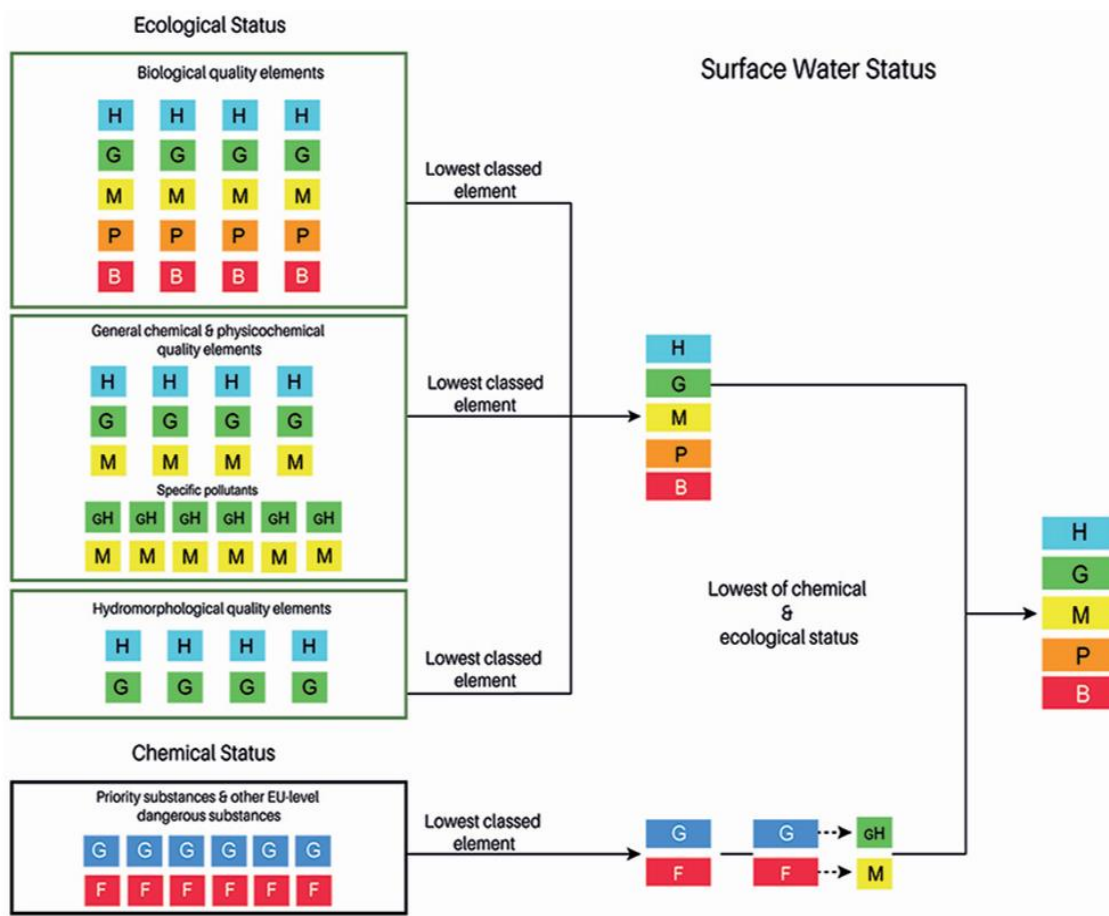 Ecological Status
Biological quality elements
H H H H
G G G G
M M M M
P P P P
B B B B
Lowest classed
element
General chemical & physicochemical
quality elements
H H H H
G G G G
M M M M
Specific pollutants
GH GH GH GH GH GH
M M M M M M
Lowest classed
element
Hydromorphological quality elements
H H H H
G G G G
Lowest classed
element
Surface Water Status
H
G
M
P
B
Lowest of chemical
&
ecological status
H
G
M
P
B
Chemical Status
Priority substances & other EU-level
dangerous substances
G G G G G G
F F F F F F
Lowest classed
element
G G GH
F F M